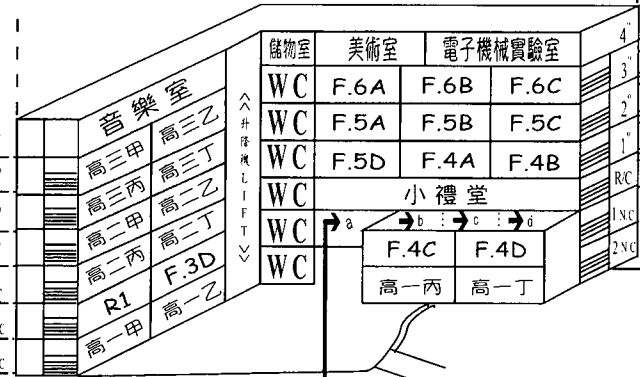 儲物室 美術室 電子機械實驗室 4"
WC F.6A F.6B F.6C 3"
WC F.5A F.5B F.5C 2"
WC F.5D F.4A F.4B 1"
WC 小禮堂 R/C
WC a b c d 1NC
WC F.4C F.4D 2NC
高一丙 高一丁
<<升降機LIFT>>
音樂室
高三甲 高三乙
高三丙 高三丁
高二甲 高二乙
高二丙 高二丁
R1 F.3D
高一甲 高一乙